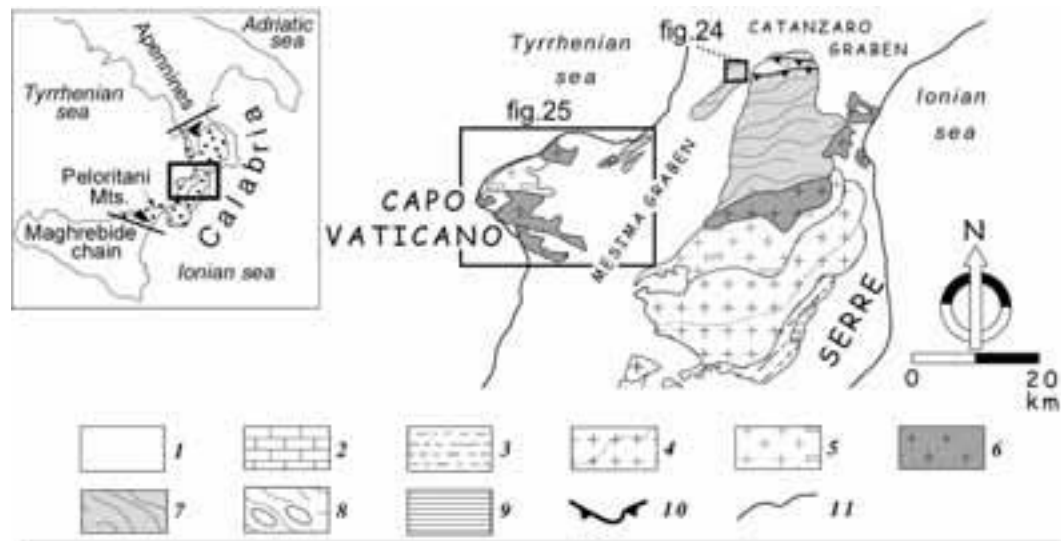 Adriatic
sea
Apennines
Tyrrhenian
sea
Calabria
Peloritani
Mts.
Maghrebide
chain
Ionian sea
fig.24
CATANZARO
GRABEN
Tyrrhenian
sea
Ionian
sea
fig.25
CAPO
VATICANO
MESIMA GRABEN
SERRE
N
0 20
km
1 2 3 4 5 6
7 8 9 10 11